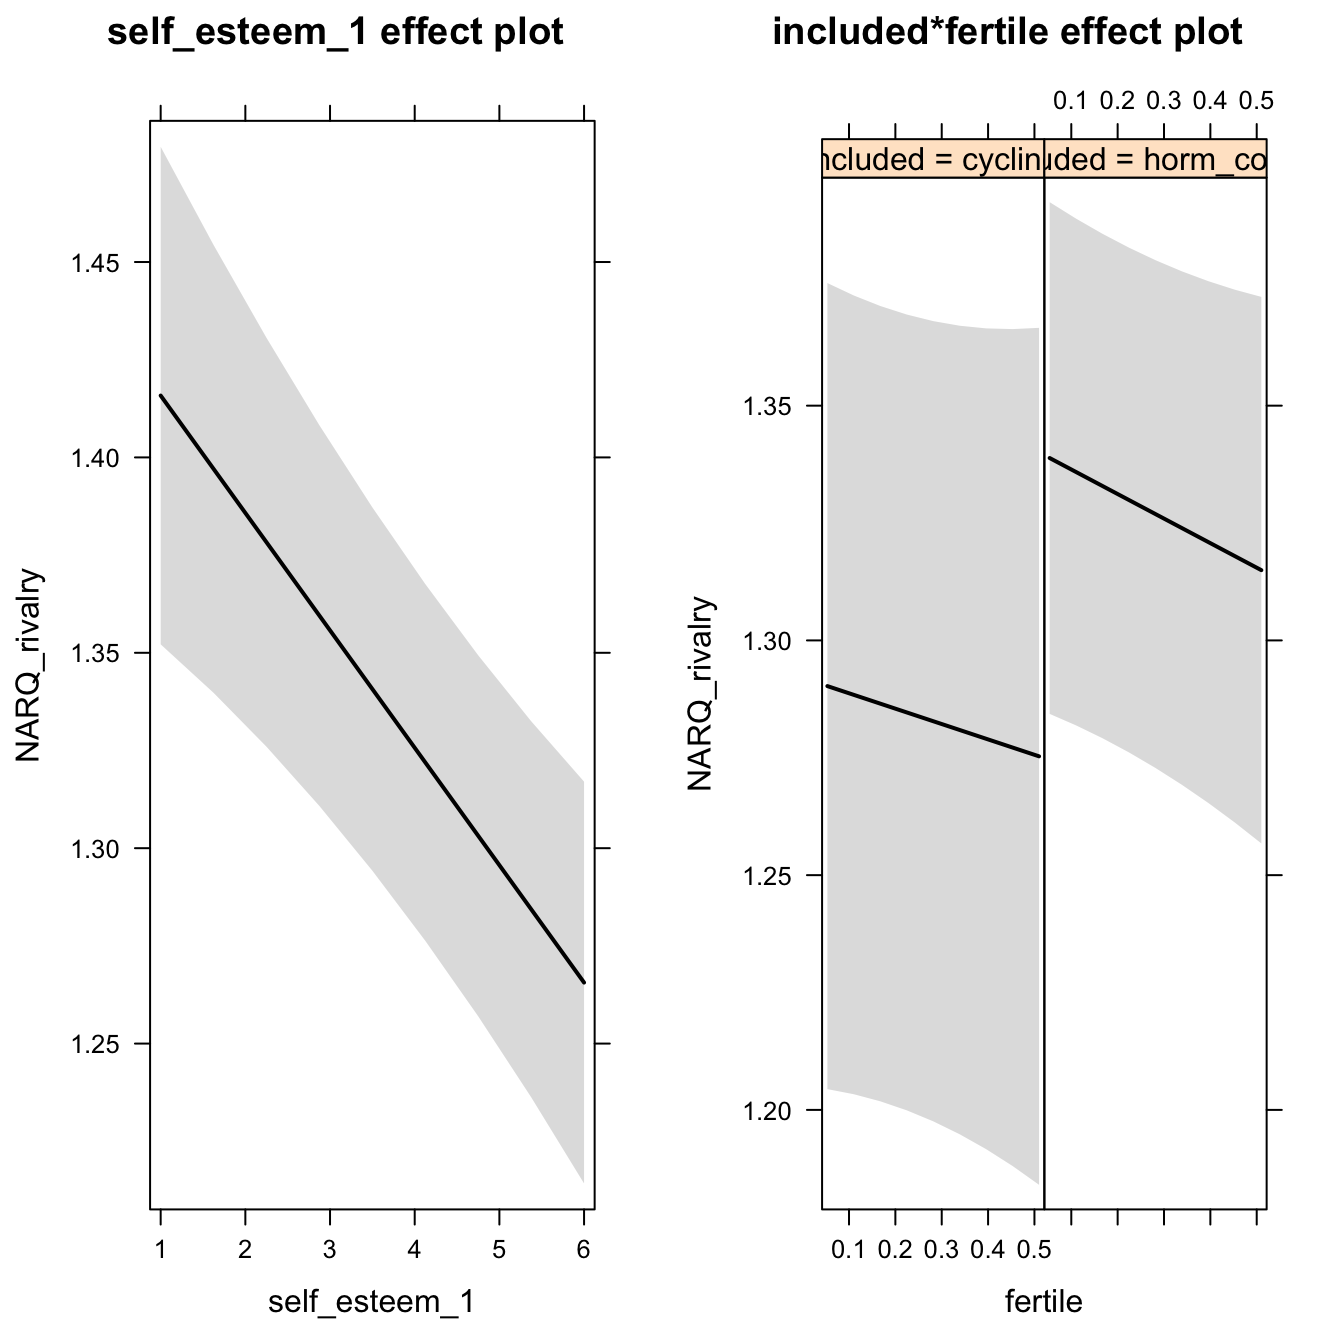 self_esteem_1 effect plot
1.45
1.40
1.35
1.30
1.25
NARQ_rivalry
1 2 3 4 5 6
self_esteem_1
included*fertile effect plot
0.1 0.2 0.3 0.4 0.5
ncluded = cyclin
uded = horm_co
1.35
1.30
1.25
1.20
NARQ_rivalry
0.1 0.2 0.3 0.4 0.5
fertile